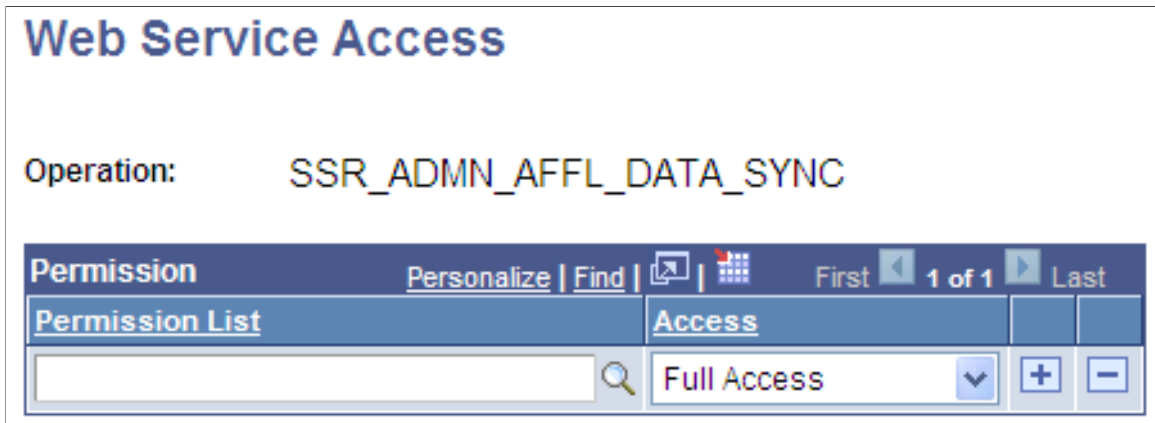 Web Service Access
Operation: SSR_ADMN_AFFL_DATA_SYNC
Permission Personalize | Find | | First 1 of 1 Last
Permission List Access
Full Access